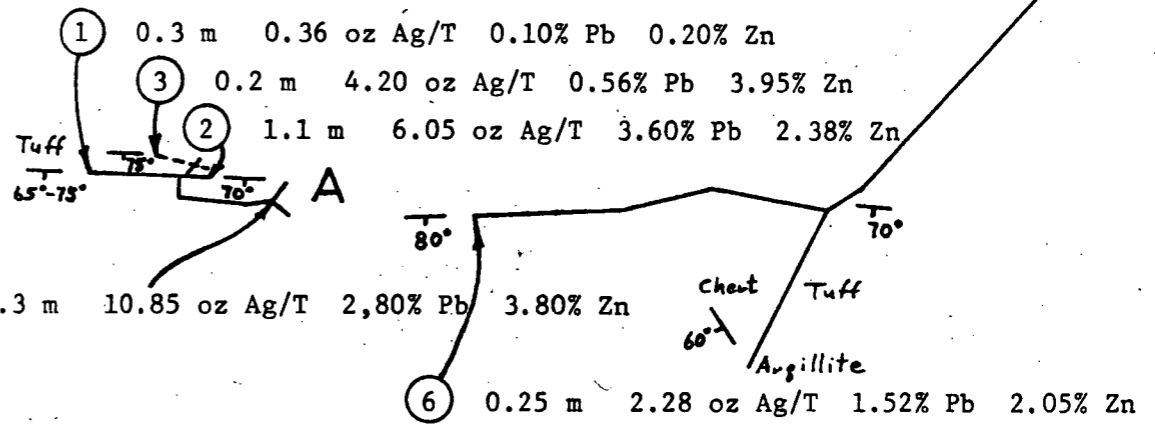 1 0.3 m 0.36 oz Ag/T 0.10% Pb 0.20% Zn
3 0.2 m 4.20 oz Ag/T 0.56% Pb 3.95% Zn
2 1.1 m 6.05 oz Ag/T 3.60% Pb 2.38% Zn
Tuff
75°
65°-75°
70°
A
80°
70°
.3 m 10.85 oz Ag/T 2,80% Pb 3.80% Zn
Chert
Tuff
60°
Argillite
6 0.25 m 2.28 oz Ag/T 1.52% Pb 2.05% Zn